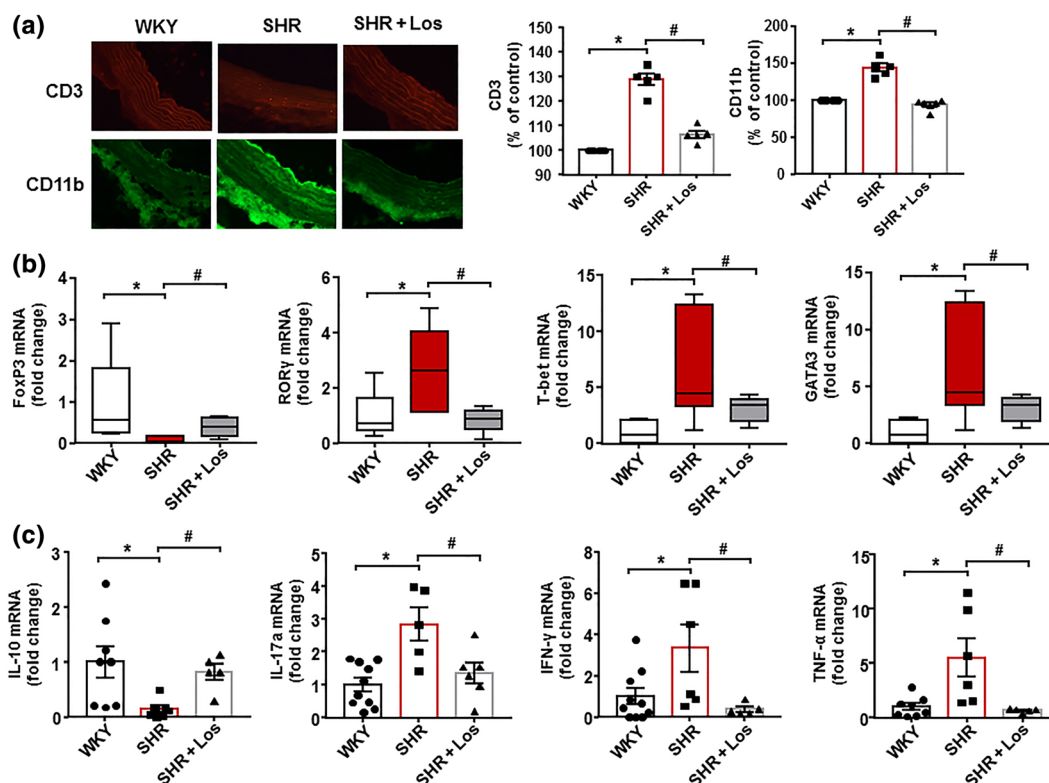 (a)
WKY SHR SHR + Los
CD3
CD11b
CD3
(% of control)
130
120
110
100
90
* #
WKY SHR SHR + Los
CD11b
(% of control)
200
150
100
50
0
* #
WKY SHR SHR + Los
(b)
FoxP3 mRNA
(fold change)
4
3
2
1
0
* #
WKY SHR SHR + Los
RORγ mRNA
(fold change)
6
4
2
0
* #
WKY SHR SHR + Los
T-bet mRNA
(fold change)
15
10
5
0
* #
WKY SHR SHR + Los
GATA3 mRNA
(fold change)
15
10
5
0
* #
WKY SHR SHR + Los
(c)
IL-10 mRNA
(fold change)
3
2
1
0
* #
WKY SHR SHR + Los
IL-17a mRNA
(fold change)
5
4
3
2
1
0
* #
WKY SHR SHR + Los
IFN-γ mRNA
(fold change)
8
6
4
2
0
* #
WKY SHR SHR + Los
TNF-α mRNA
(fold change)
15
10
5
0
* #
WKY SHR SHR + Los